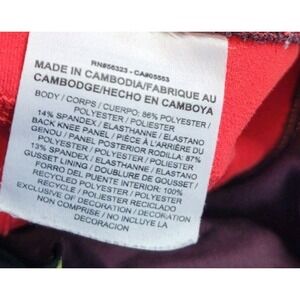 RN#56323 - CA#05553
MADE IN CAMBODIA/FABRIQUE AU
CAMBODGE/HECHO EN CAMBOYA
BODY / CORPS / CUERPO: 86% POLYESTER /
POLYESTER / POLIESTER
14% SPANDEX / ELASTHANNE / ELASTANO
BACK KNEE PANEL / PIÈCE À L'ARRIÈRE DU
GENOU / PANEL POSTERIOR RODILLA: 87%
POLYESTER / POLYESTER / POLIESTER
13% SPANDEX / ELASTHANNE / ELASTANO
GUSSET LINING / DOUBLURE DE GOUSSET /
FORRO DEL PUENTE INTERIOR: 100%
RECYCLED POLYESTER / POLYESTER
RECYCLÉ / POLIESTER RECICLADO
EXCLUSIVE OF DECORATION / DÉCORATION
NON COMPRISE / NO INCLUYE LA
DECORACION